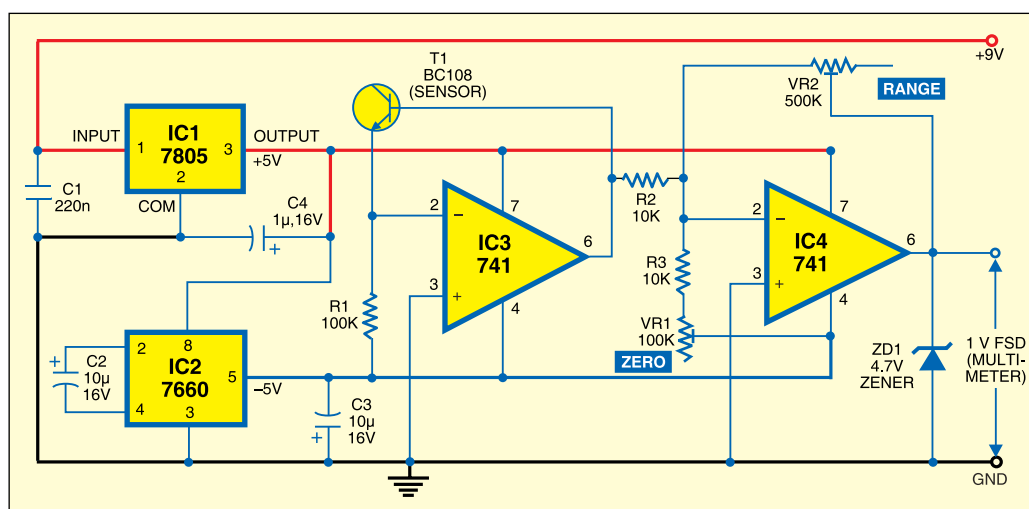 +9V
T1
BC108
(SENSOR)
VR2
500K
RANGE
INPUT
1
IC1
7805
3
2
OUTPUT
+5V
COM
C1
220n
C4
1µ,16V
+
R1
100K
2
−
3
+
IC3
741
7
6
4
R2
10K
R3
10K
VR1
100K
ZERO
2
−
3
+
IC4
741
7
6
4
C2
10µ
16V
+
2
4
8
IC2
7660
5
3
−5V
C3
10µ
16V
+
ZD1
4.7V
ZENER
1 V FSD
(MULTI-
METER)
GND